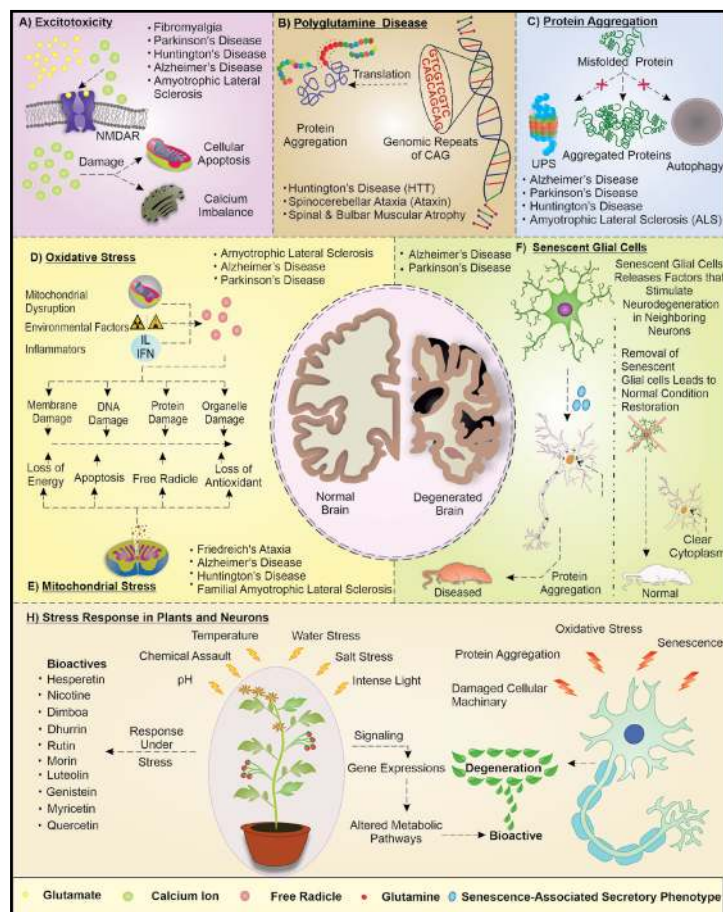 A) Excitotoxicity
• Fibromyalgia
• Parkinson's Disease
• Huntington's Disease
• Alzheimer's Disease
• Amyotrophic Lateral
Sclerosis
NMDAR
Damage
Cellular
Apoptosis
Calcium
Imbalance
B) Polyglutamine Disease
Translation
GTCGTCGTC
CAGCAGCAG
Protein
Aggregation
Genomic Repeats
of CAG
• Huntington's Disease (HTT)
• Spinocerebellar Ataxia (Ataxin)
• Spinal & Bulbar Muscular Atrophy
C) Protein Aggregation
Misfolded Protein
UPS
Aggregated Proteins
Autophagy
• Alzheimer's Disease
• Parkinson's Disease
• Huntington's Disease
• Amyotrophic Lateral Sclerosis (ALS)
D) Oxidative Stress
• Amyotrophic Lateral Sclerosis
• Alzheimer's Disease
• Parkinson's Disease
Mitochondrial
Dysruption
Environmental Factors
Inflammators
IL
IFN
Membrane
Damage
DNA
Damage
Protein
Damage
Organelle
Damage
Loss of
Energy
Apoptosis
Free Radicle
Loss of
Antioxidant
• Friedreich's Ataxia
• Alzheimer's Disease
• Huntington's Disease
• Familial Amyotrophic Lateral Sclerosis
E) Mitochondrial Stress
Normal
Brain
Degenerated
Brain
• Alzheimer's Disease
• Parkinson's Disease
F) Senescent Glial Cells
Senescent Glial Cells
Releases Factors that
Stimulate
Neurodegeneration
in Neighboring
Neurons
Removal of
Senescent
Glial cells Leads to
Normal Condition
Restoration
Clear
Cytoplasm
Diseased
Protein
Aggregation
Normal
H) Stress Response in Plants and Neurons
Bioactives
• Hesperetin
• Nicotine
• Dimboa
• Dhurrin
• Rutin
• Morin
• Luteolin
• Genistein
• Myricetin
• Quercetin
Response
Under
Stress
Temperature
Chemical Assault
pH
Water Stress
Salt Stress
Intense Light
Signaling
Gene Expressions
Altered Metabolic
Pathways
Degeneration
Bioactive
Oxidative Stress
Senescence
Protein Aggregation
Damaged Cellular
Machinary
Glutamate
Calcium Ion
Free Radicle
Glutamine
Senescence-Associated Secretory Phenotype